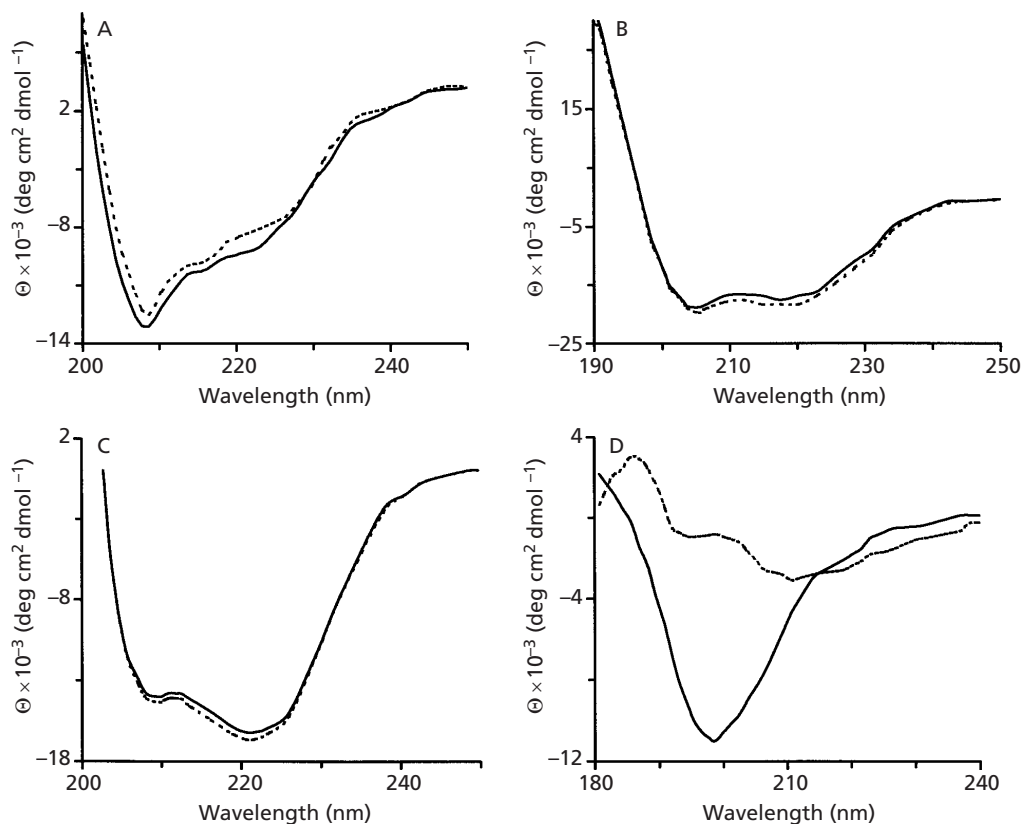 A
Θ × 10⁻³ (deg cm² dmol⁻¹)
2
−8
−14
200
220
240
Wavelength (nm)
B
Θ × 10⁻³ (deg cm² dmol⁻¹)
15
−5
−25
190
210
230
250
Wavelength (nm)
C
Θ × 10⁻³ (deg cm² dmol⁻¹)
2
−8
−18
200
220
240
Wavelength (nm)
D
Θ × 10⁻³ (deg cm² dmol⁻¹)
4
−4
−12
180
210
240
Wavelength (nm)